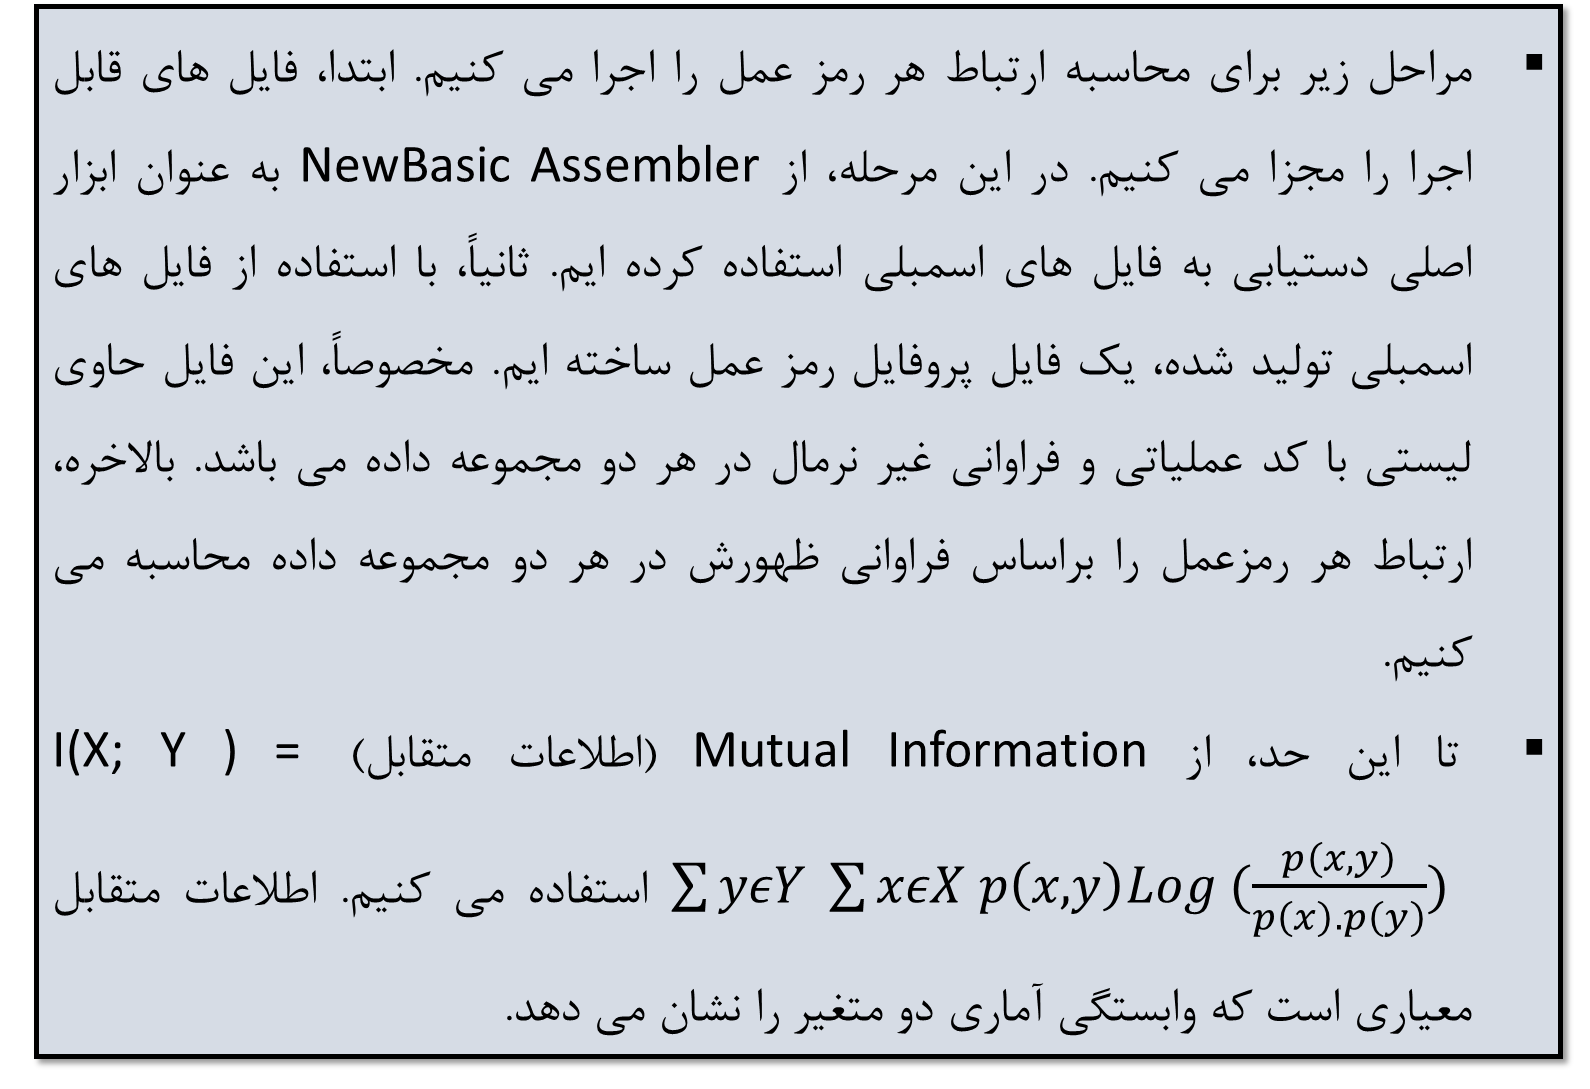 ▪ مراحل زیر برای محاسبه ارتباط هر رمز عمل را اجرا می کنیم. ابتدا، فایل های قابل
اجرا را مجزا می کنیم. در این مرحله، از NewBasic Assembler به عنوان ابزار
اصلی دستیابی به فایل های اسمبلی استفاده کرده ایم. ثانیاً، با استفاده از فایل های
اسمبلی تولید شده، یک فایل پروفایل رمز عمل ساخته ایم. مخصوصاً، این فایل حاوی
لیستی با کد عملیاتی و فراوانی غیر نرمال در هر دو مجموعه داده می باشد. بالاخره،
ارتباط هر رمزعمل را براساس فراوانی ظهورش در هر دو مجموعه داده محاسبه می
کنیم.
▪ تا این حد، از Mutual Information (اطلاعات متقابل) I(X; Y ) =
∑ yϵY ∑ xϵX p(x,y)Log (p(x,y)/p(x).p(y)) استفاده می کنیم. اطلاعات متقابل
معیاری است که وابستگی آماری دو متغیر را نشان می دهد.